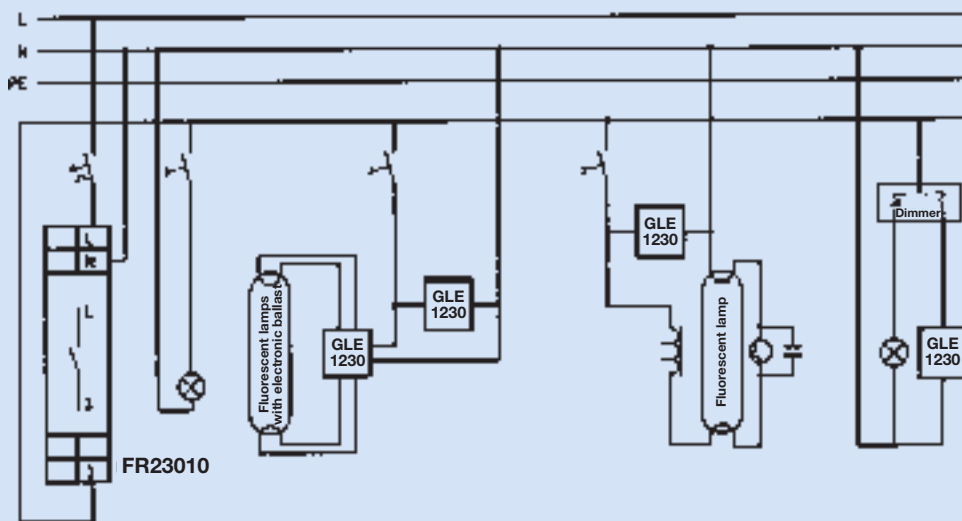 L
N
PE
L
N
L
FR23010
Fluorescent lamps
with electronic ballast
GLE
1230
GLE
1230
GLE
1230
Fluorescent lamp
Dimmer
GLE
1230